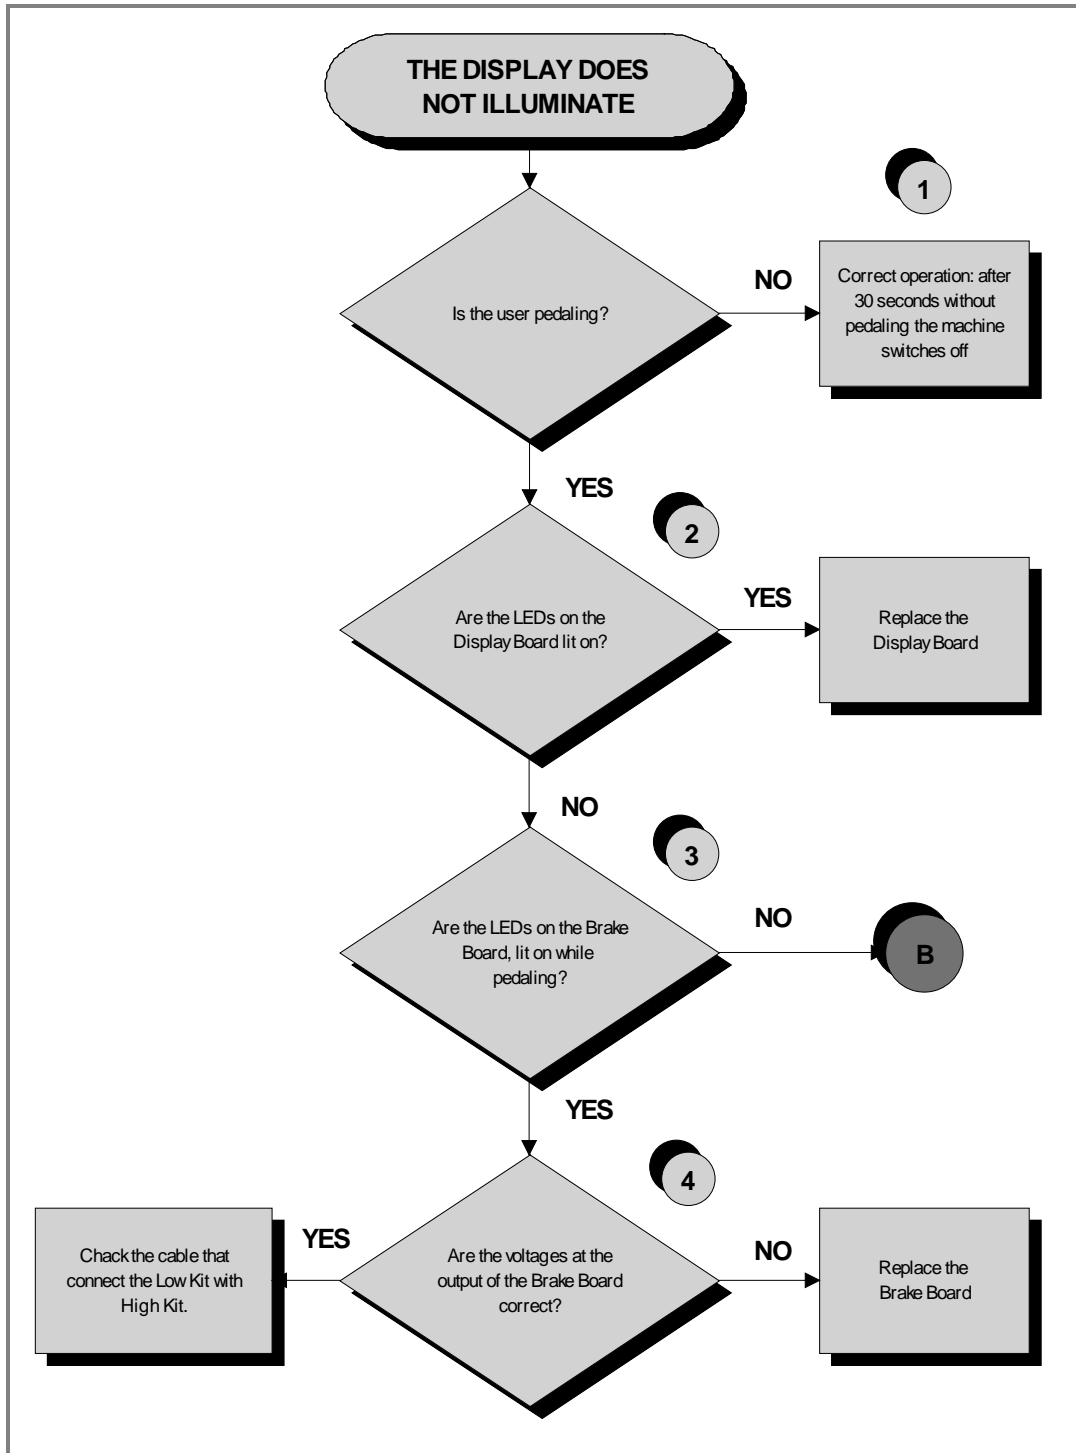 THE DISPLAY DOES
NOT ILLUMINATE
1
Is the user pedaling?
NO
Correct operation: after
30 seconds without
pedaling the machine
switches off
YES
2
Are the LEDs on the
Display Board lit on?
YES
Replace the
Display Board
NO
3
Are the LEDs on the Brake
Board, lit on while
pedaling?
NO
B
YES
4
Are the voltages at the
output of the Brake Board
correct?
YES
Chack the cable that
connect the Low Kit with
High Kit.
NO
Replace the
Brake Board